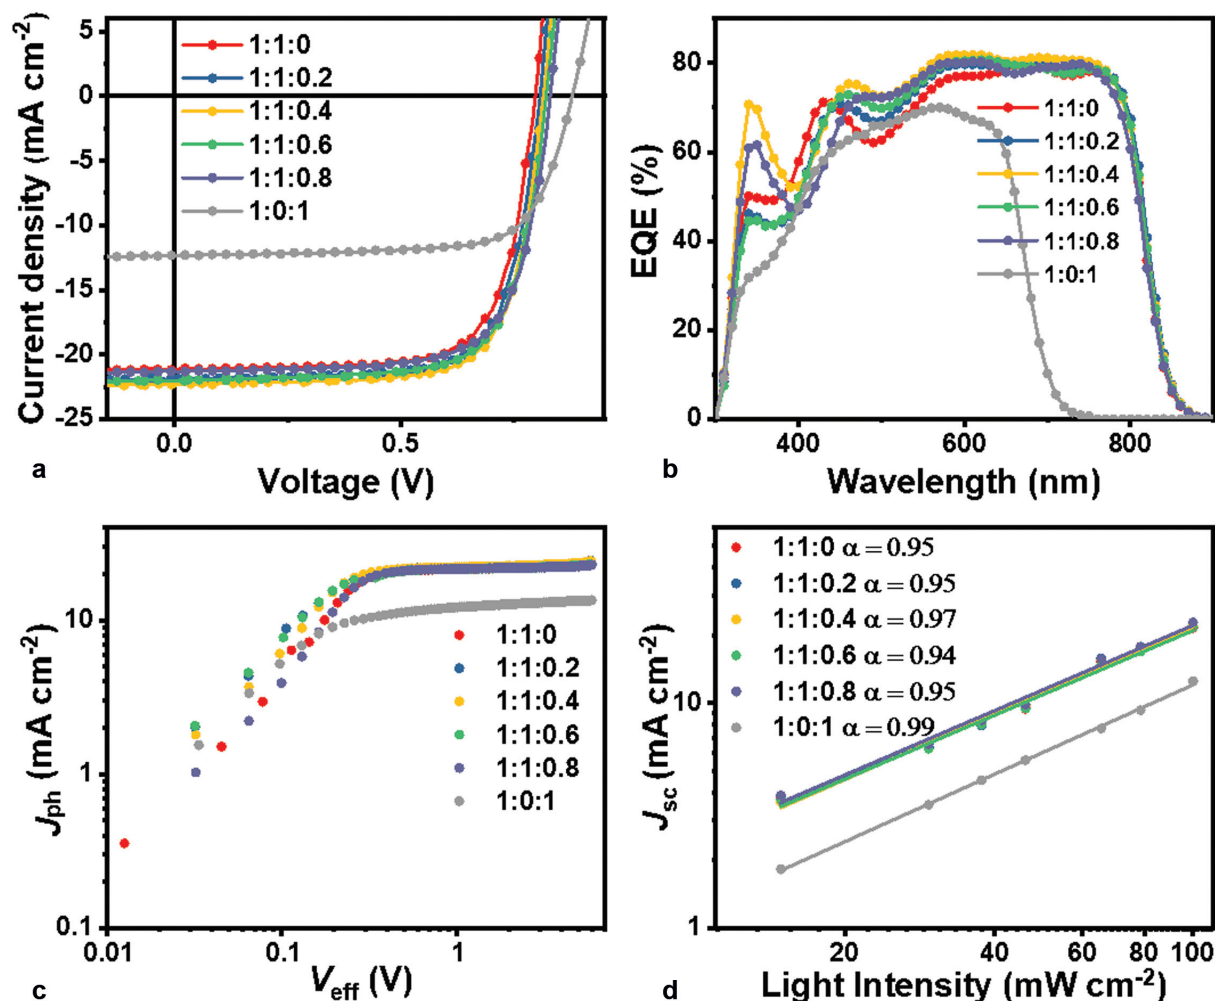 Current density (mA cm-2)
5
0
-5
-10
-15
-20
-25
1:1:0
1:1:0.2
1:1:0.4
1:1:0.6
1:1:0.8
1:0:1
0.0
0.5
Voltage (V)
a
EQE (%)
80
60
40
20
0
1:1:0
1:1:0.2
1:1:0.4
1:1:0.6
1:1:0.8
1:0:1
400
600
800
Wavelength (nm)
b
Jph (mA cm-2)
10
1
0.1
1:1:0
1:1:0.2
1:1:0.4
1:1:0.6
1:1:0.8
1:0:1
0.01
0.1
1
Veff (V)
c
Jsc (mA cm-2)
10
1
1:1:0 α = 0.95
1:1:0.2 α = 0.95
1:1:0.4 α = 0.97
1:1:0.6 α = 0.94
1:1:0.8 α = 0.95
1:0:1 α = 0.99
20
40
60
80
100
Light Intensity (mW cm-2)
d